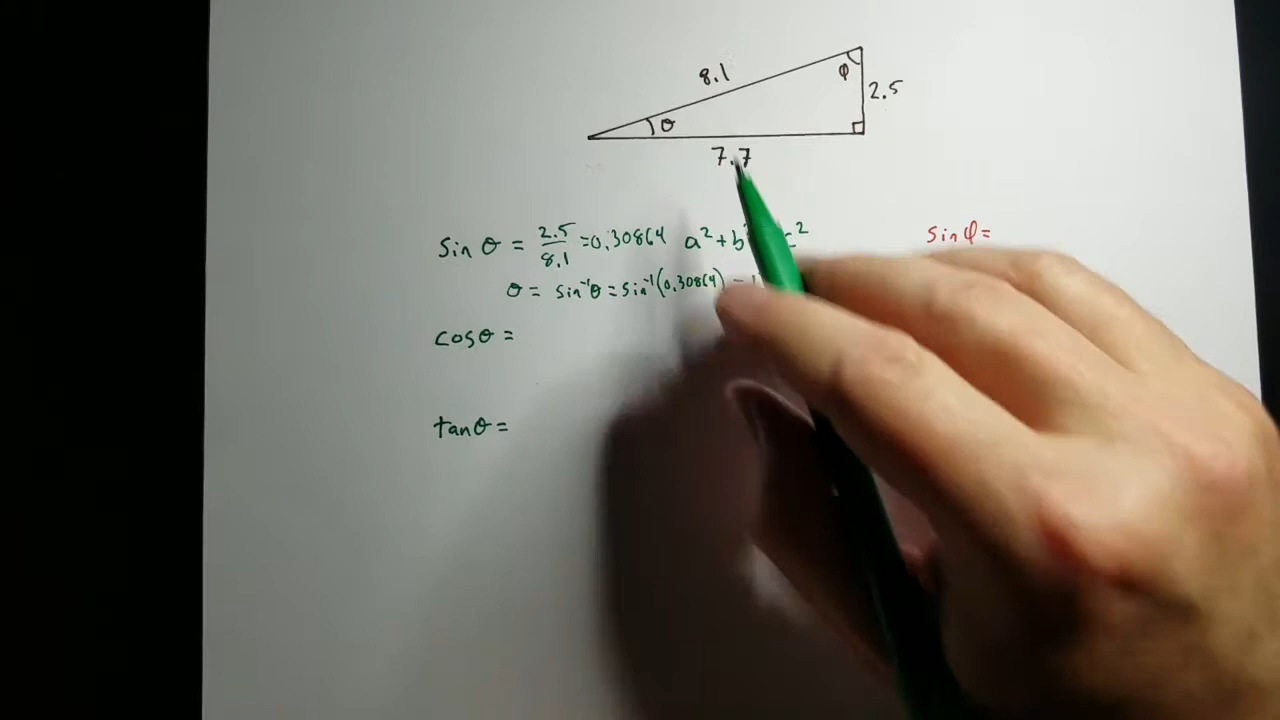 8.1
φ
2.5
θ
7.7
sin θ = 2.5/8.1 = 0.30864 a² + b c²
sin φ =
θ = sin⁻¹θ = sin⁻¹(0.30864) =
cos θ =
tan θ =